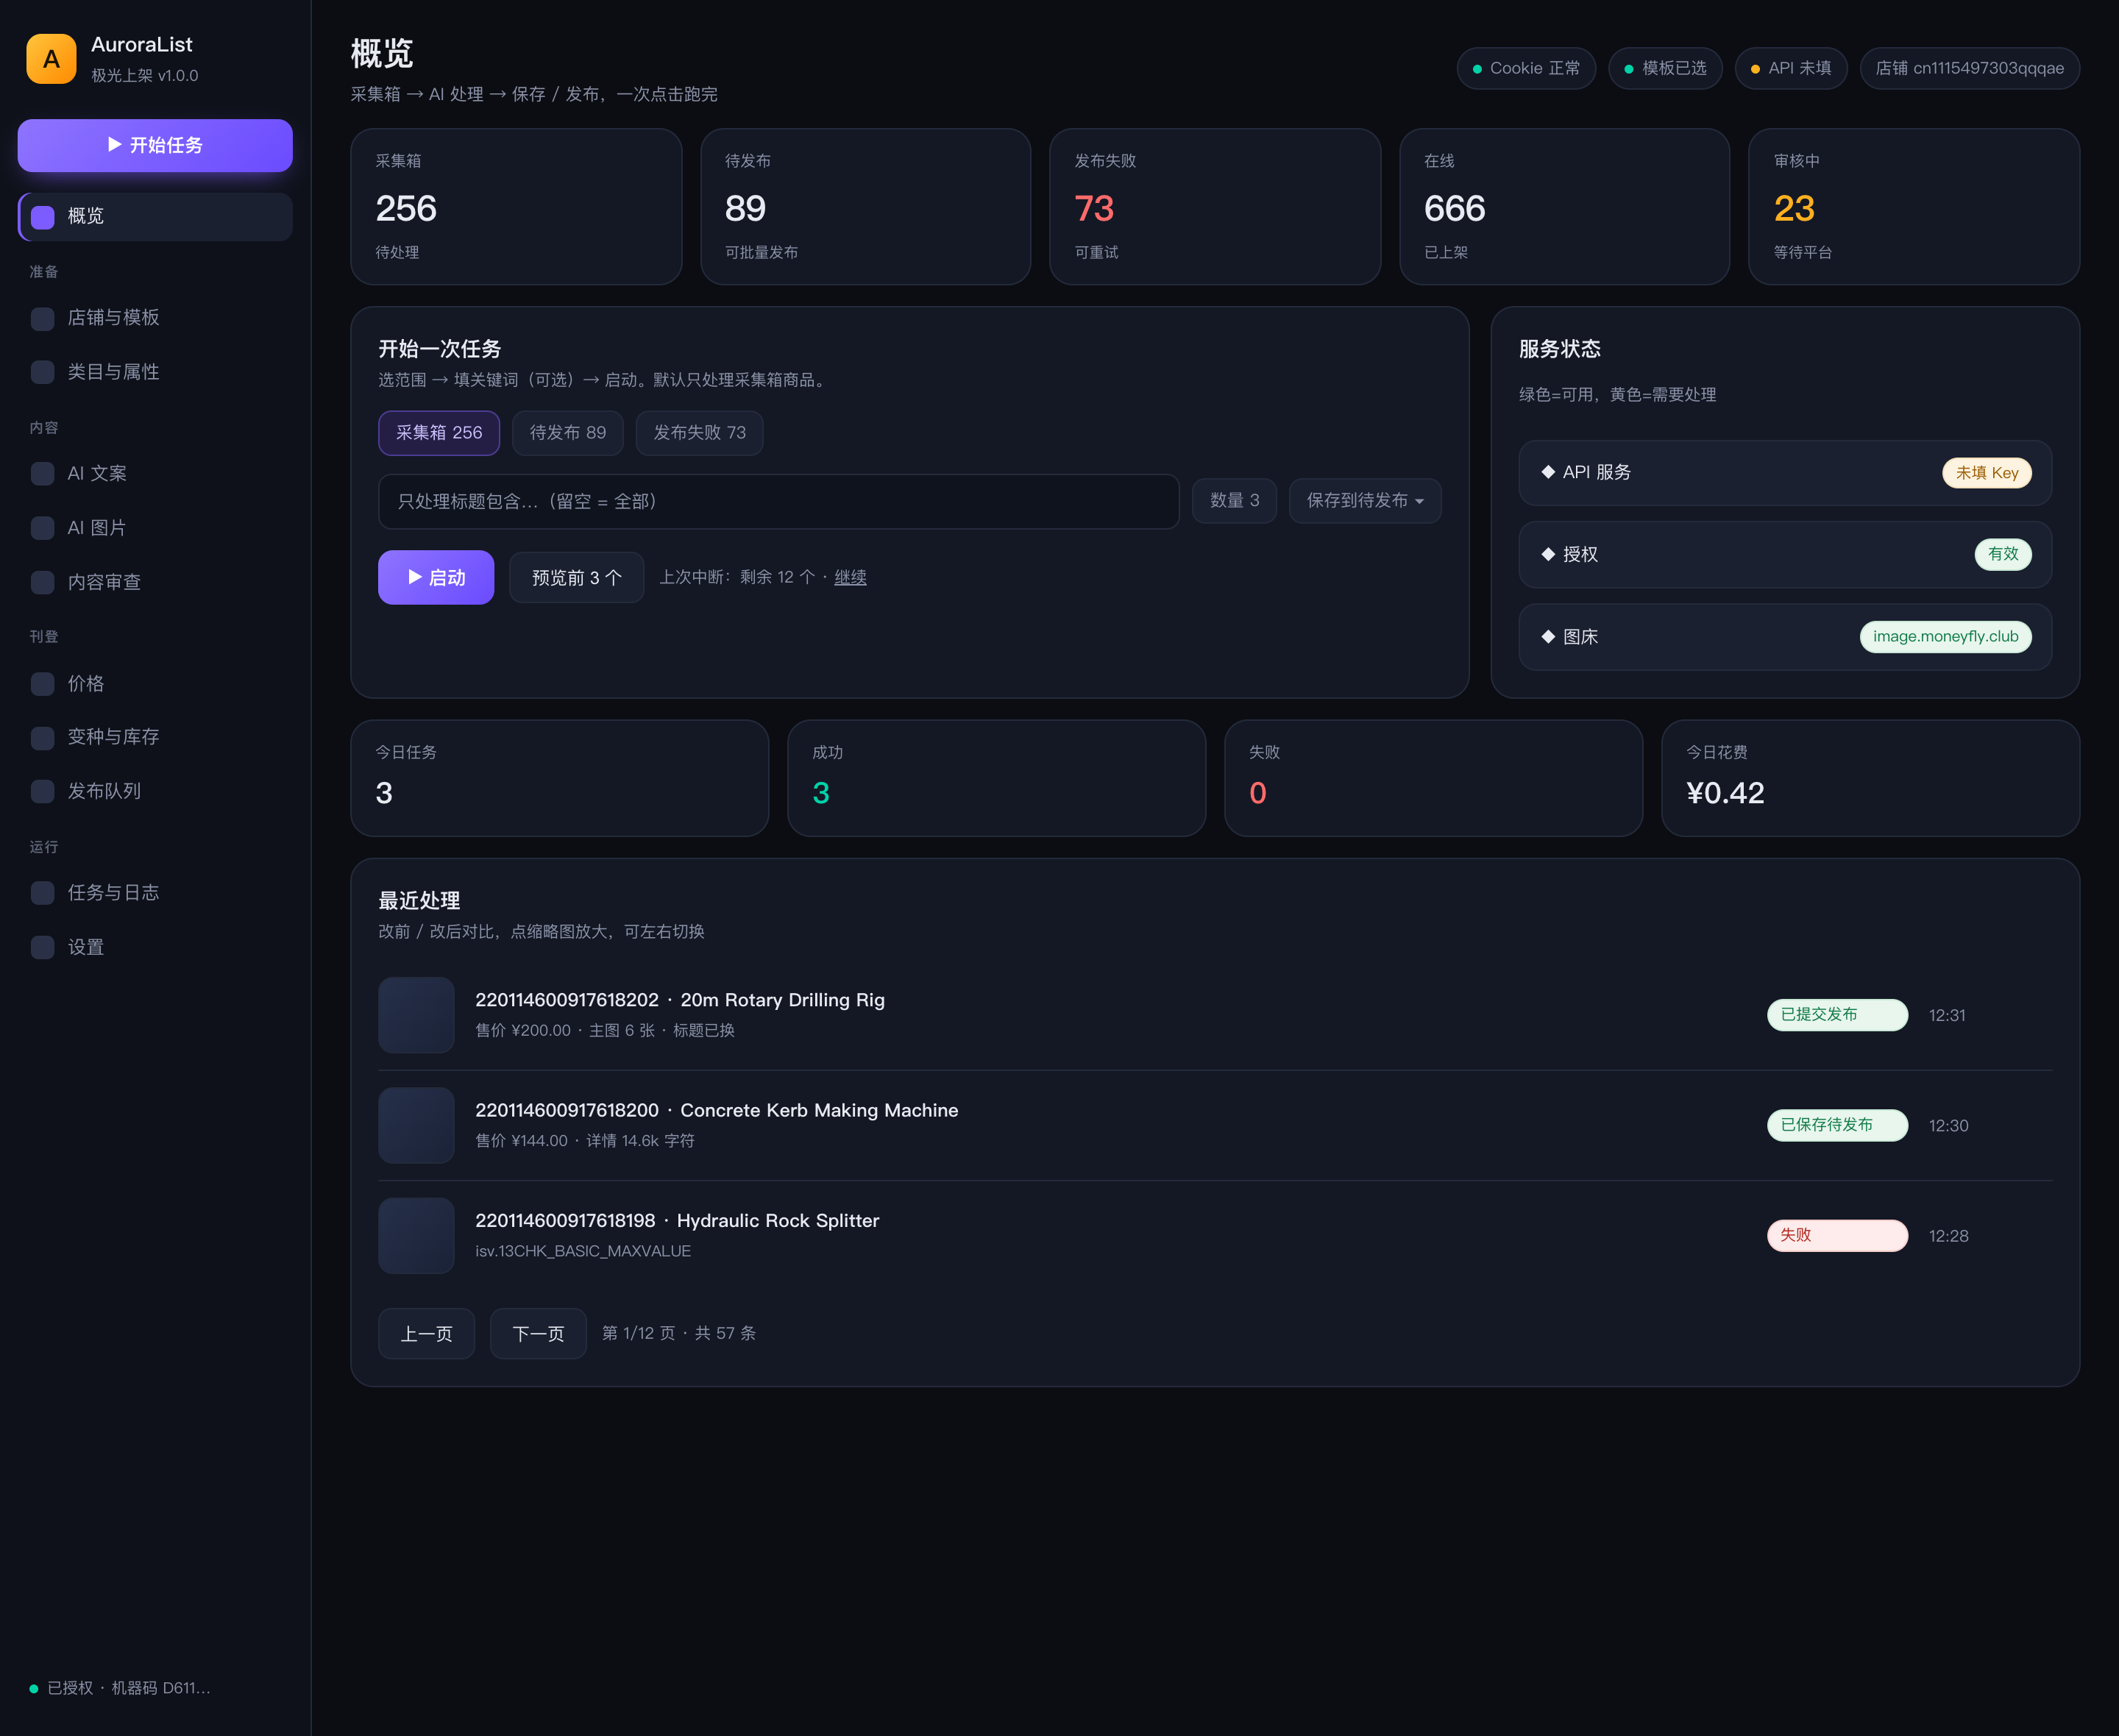 A
AuroraList
极光上架 v1.0.0
▶ 开始任务
概览
准备
店铺与模板
类目与属性
内容
AI 文案
AI 图片
内容审查
刊登
价格
变种与库存
发布队列
运行
任务与日志
设置
已授权 · 机器码 D611...
概览
采集箱 → AI 处理 → 保存 / 发布，一次点击跑完
Cookie 正常
模板已选
API 未填
店铺 cn1115497303qqqae
采集箱
256
待处理
待发布
89
可批量发布
发布失败
73
可重试
在线
666
已上架
审核中
23
等待平台
开始一次任务
选范围 → 填关键词（可选）→ 启动。默认只处理采集箱商品。
采集箱 256
待发布 89
发布失败 73
只处理标题包含...（留空 = 全部）
数量 3
保存到待发布
▶ 启动
预览前 3 个
上次中断：剩余 12 个 · 继续
服务状态
绿色=可用，黄色=需要处理
◆ API 服务
未填 Key
◆ 授权
有效
◆ 图床
image.moneyfly.club
今日任务
3
成功
3
失败
0
今日花费
¥0.42
最近处理
改前 / 改后对比，点缩略图放大，可左右切换
220114600917618202 · 20m Rotary Drilling Rig
售价 ¥200.00 · 主图 6 张 · 标题已换
已提交发布
12:31
220114600917618200 · Concrete Kerb Making Machine
售价 ¥144.00 · 详情 14.6k 字符
已保存待发布
12:30
220114600917618198 · Hydraulic Rock Splitter
isv.13CHK_BASIC_MAXVALUE
失败
12:28
上一页
下一页
第 1/12 页 · 共 57 条